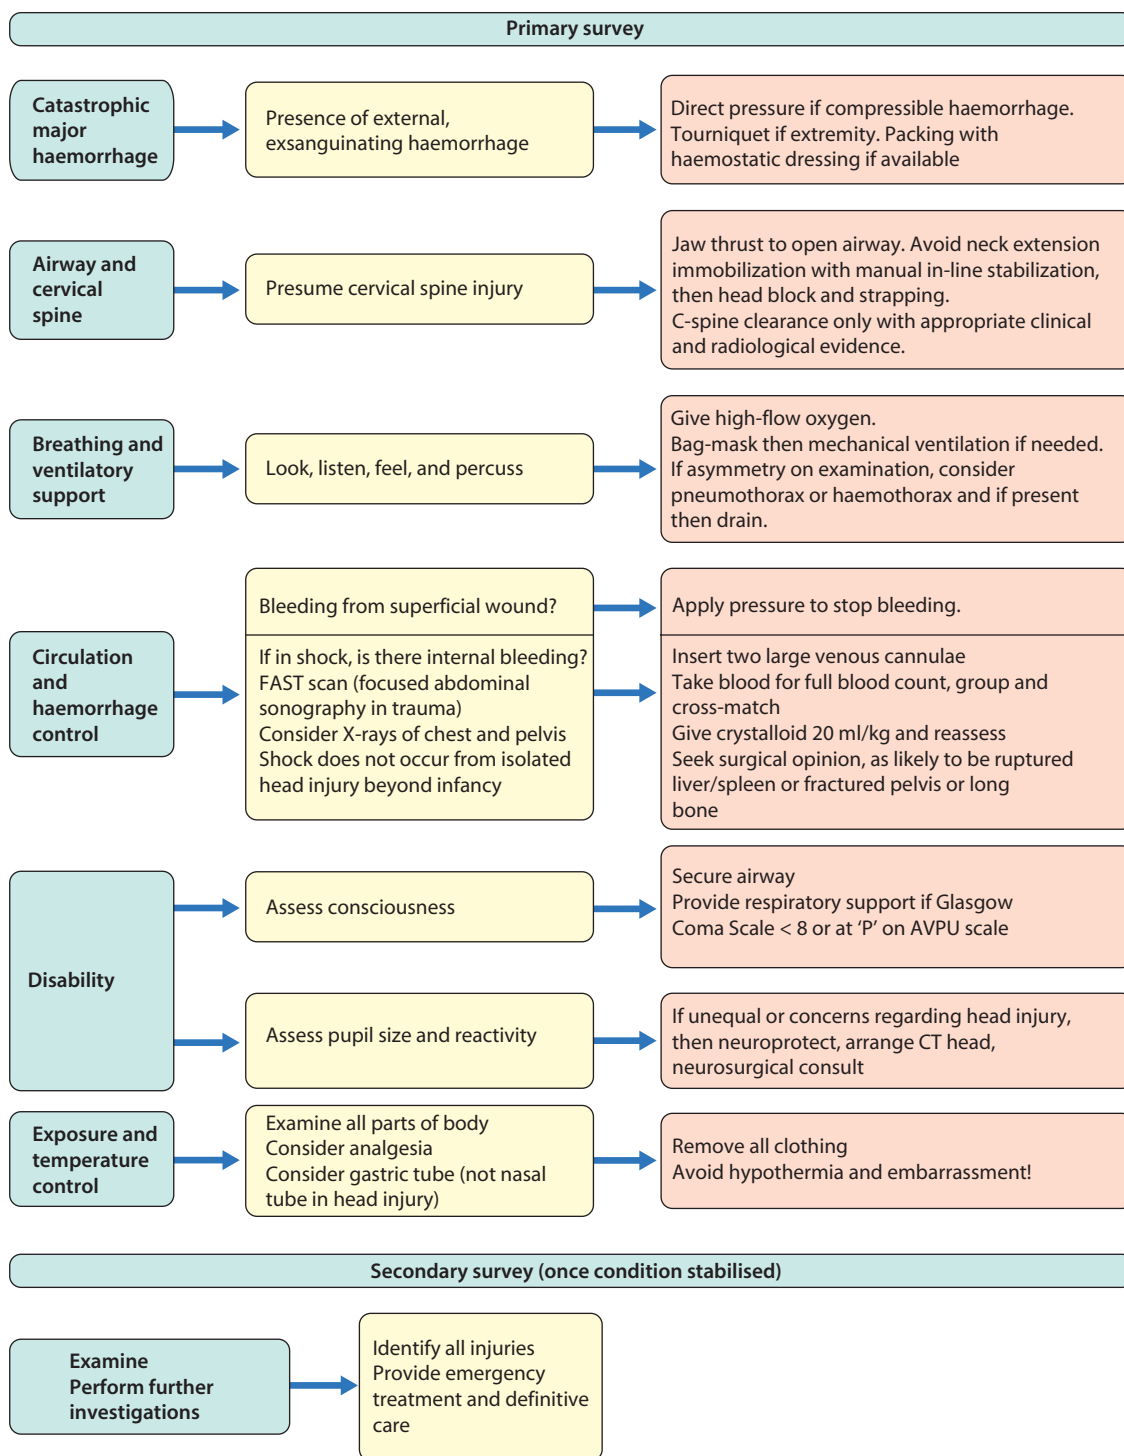 Primary survey
Catastrophic
major
haemorrhage
Presence of external,
exsanguinating haemorrhage
Direct pressure if compressible haemorrhage.
Tourniquet if extremity. Packing with
haemostatic dressing if available
Airway and
cervical
spine
Presume cervical spine injury
Jaw thrust to open airway. Avoid neck extension
immobilization with manual in-line stabilization,
then head block and strapping.
C-spine clearance only with appropriate clinical
and radiological evidence.
Breathing and
ventilatory
support
Look, listen, feel, and percuss
Give high-flow oxygen.
Bag-mask then mechanical ventilation if needed.
If asymmetry on examination, consider
pneumothorax or haemothorax and if present
then drain.
Circulation
and
haemorrhage
control
Bleeding from superficial wound?
Apply pressure to stop bleeding.
If in shock, is there internal bleeding?
FAST scan (focused abdominal
sonography in trauma)
Consider X-rays of chest and pelvis
Shock does not occur from isolated
head injury beyond infancy
Insert two large venous cannulae
Take blood for full blood count, group and
cross-match
Give crystalloid 20 ml/kg and reassess
Seek surgical opinion, as likely to be ruptured
liver/spleen or fractured pelvis or long
bone
Disability
Assess consciousness
Secure airway
Provide respiratory support if Glasgow
Coma Scale < 8 or at ‘P’ on AVPU scale
Assess pupil size and reactivity
If unequal or concerns regarding head injury,
then neuroprotect, arrange CT head,
neurosurgical consult
Exposure and
temperature
control
Examine all parts of body
Consider analgesia
Consider gastric tube (not nasal
tube in head injury)
Remove all clothing
Avoid hypothermia and embarrassment!
Secondary survey (once condition stabilised)
Examine
Perform further
investigations
Identify all injuries
Provide emergency
treatment and definitive
care